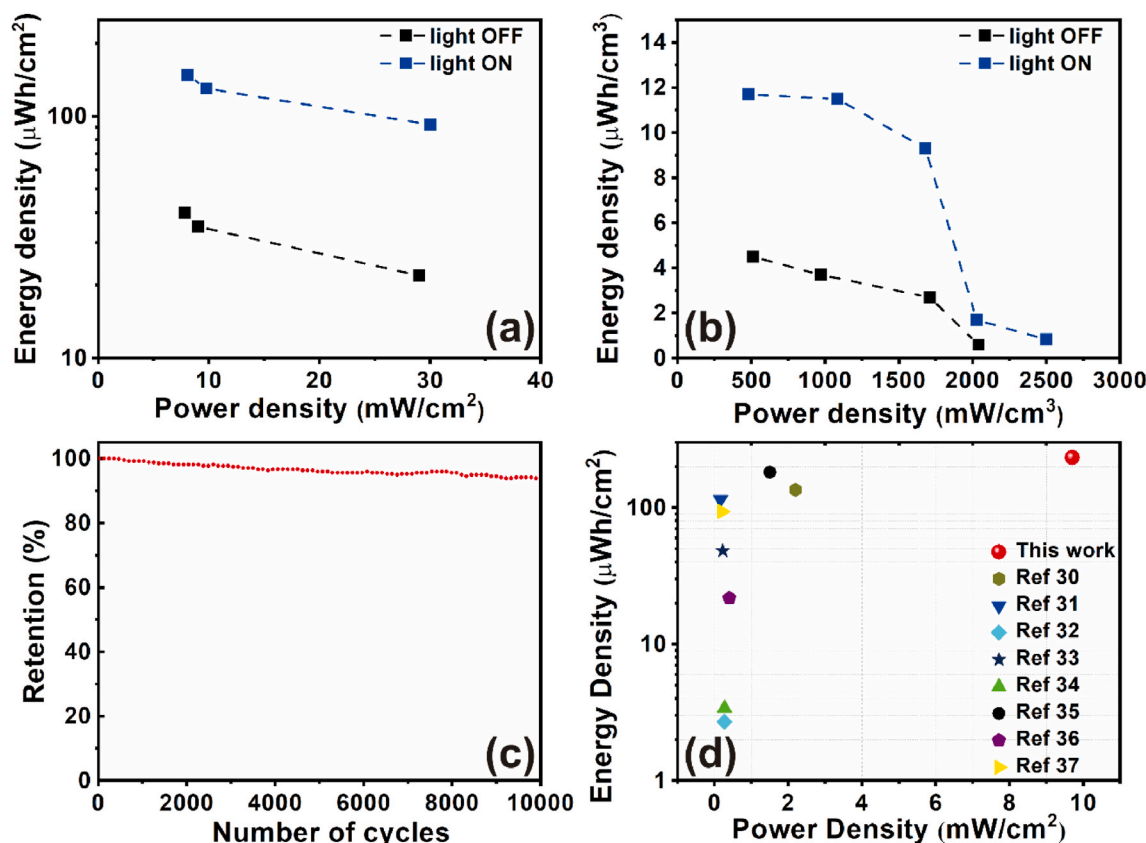 light OFF
light ON
Energy density (μWh/cm²)
100
10
(a)
0 10 20 30 40
Power density (mW/cm²)
light OFF
light ON
Energy density (μWh/cm³)
14
12
10
8
6
4
2
0
(b)
0 500 1000 1500 2000 2500 3000
Power density (mW/cm³)
Retention (%)
100
80
60
40
20
0
(c)
0 2000 4000 6000 8000 10000
Number of cycles
Energy Density (μWh/cm²)
100
10
1
This work
Ref 30
Ref 31
Ref 32
Ref 33
Ref 34
Ref 35
Ref 36
Ref 37
(d)
0 2 4 6 8 10
Power Density (mW/cm²)